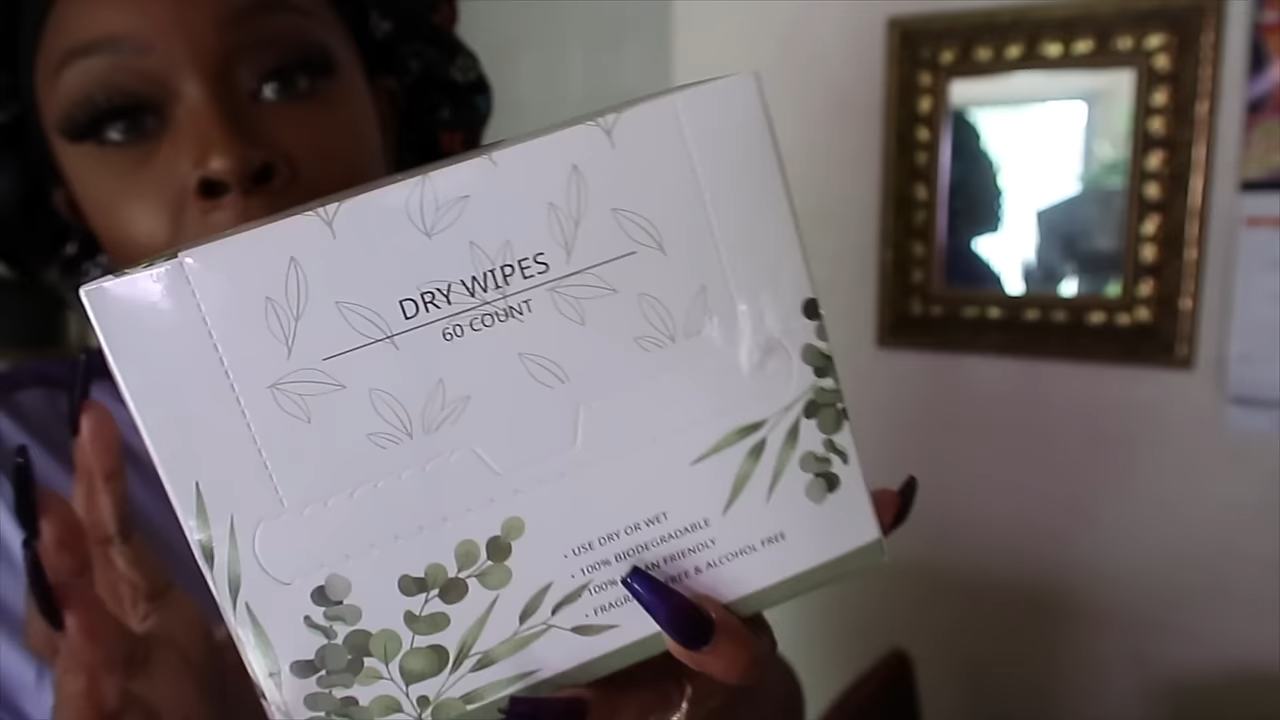 DRY WIPES
60 COUNT
· USE DRY OR WET
· 100% BIODEGRADABLE
· 100% FRIENDLY
· FREE & ALCOHOL FREE